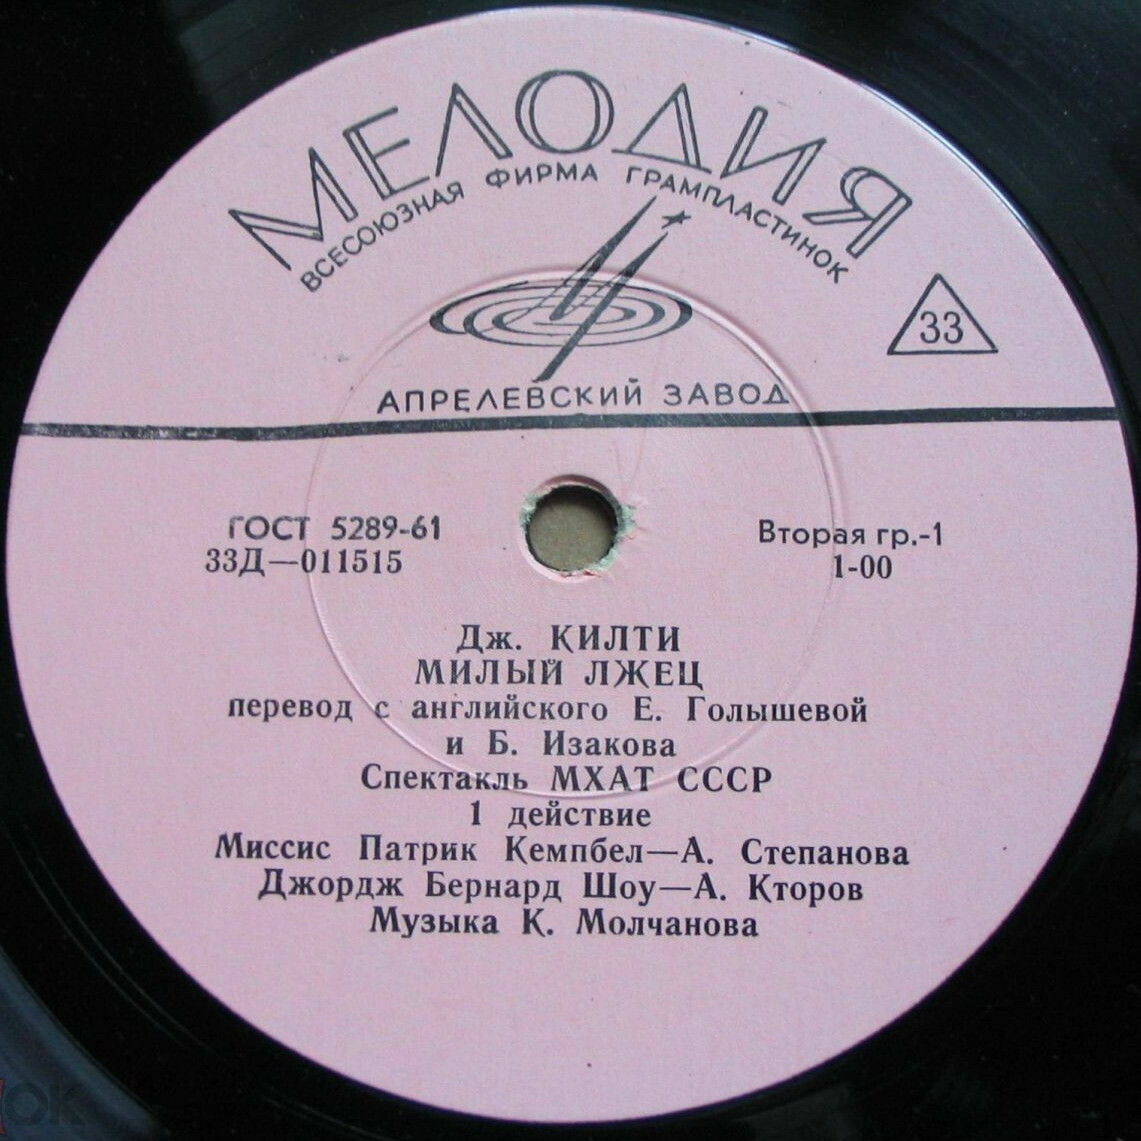 МЕЛОДИЯ
ВСЕСОЮЗНАЯ ФИРМА ГРАМПЛАСТИНОК
33
АПРЕЛЕВСКИЙ ЗАВОД
ГОСТ 5289-61
33Д—011515
Вторая гр.-1
1-00
Дж. КИЛТИ
МИЛЫЙ ЛЖЕЦ
перевод с английского Е. Голышевой
и Б. Изакова
Спектакль МХАТ СССР
1 действие
Миссис Патрик Кемпбел—А. Степанова
Джордж Бернард Шоу—А. Кторов
Музыка К. Молчанова